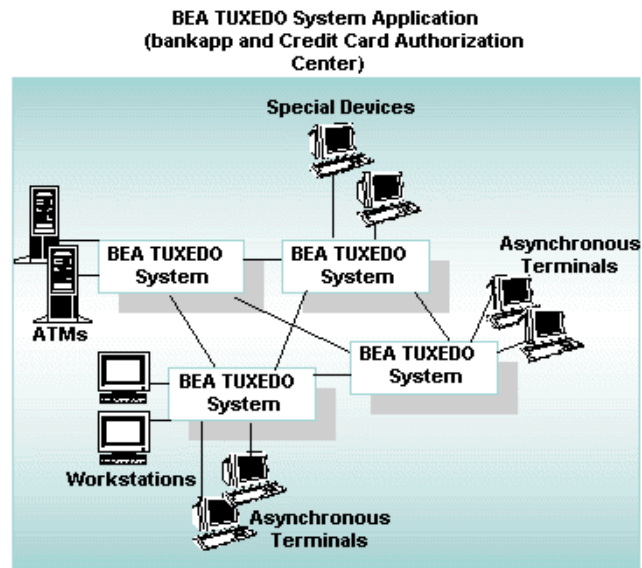 BEA TUXEDO System Application
(bankapp and Credit Card Authorization
Center)
Special Devices
Asynchronous
Terminals
BEA TUXEDO
System
BEA TUXEDO
System
ATMs
BEA TUXEDO
System
BEA TUXEDO
System
Workstations
Asynchronous
Terminals